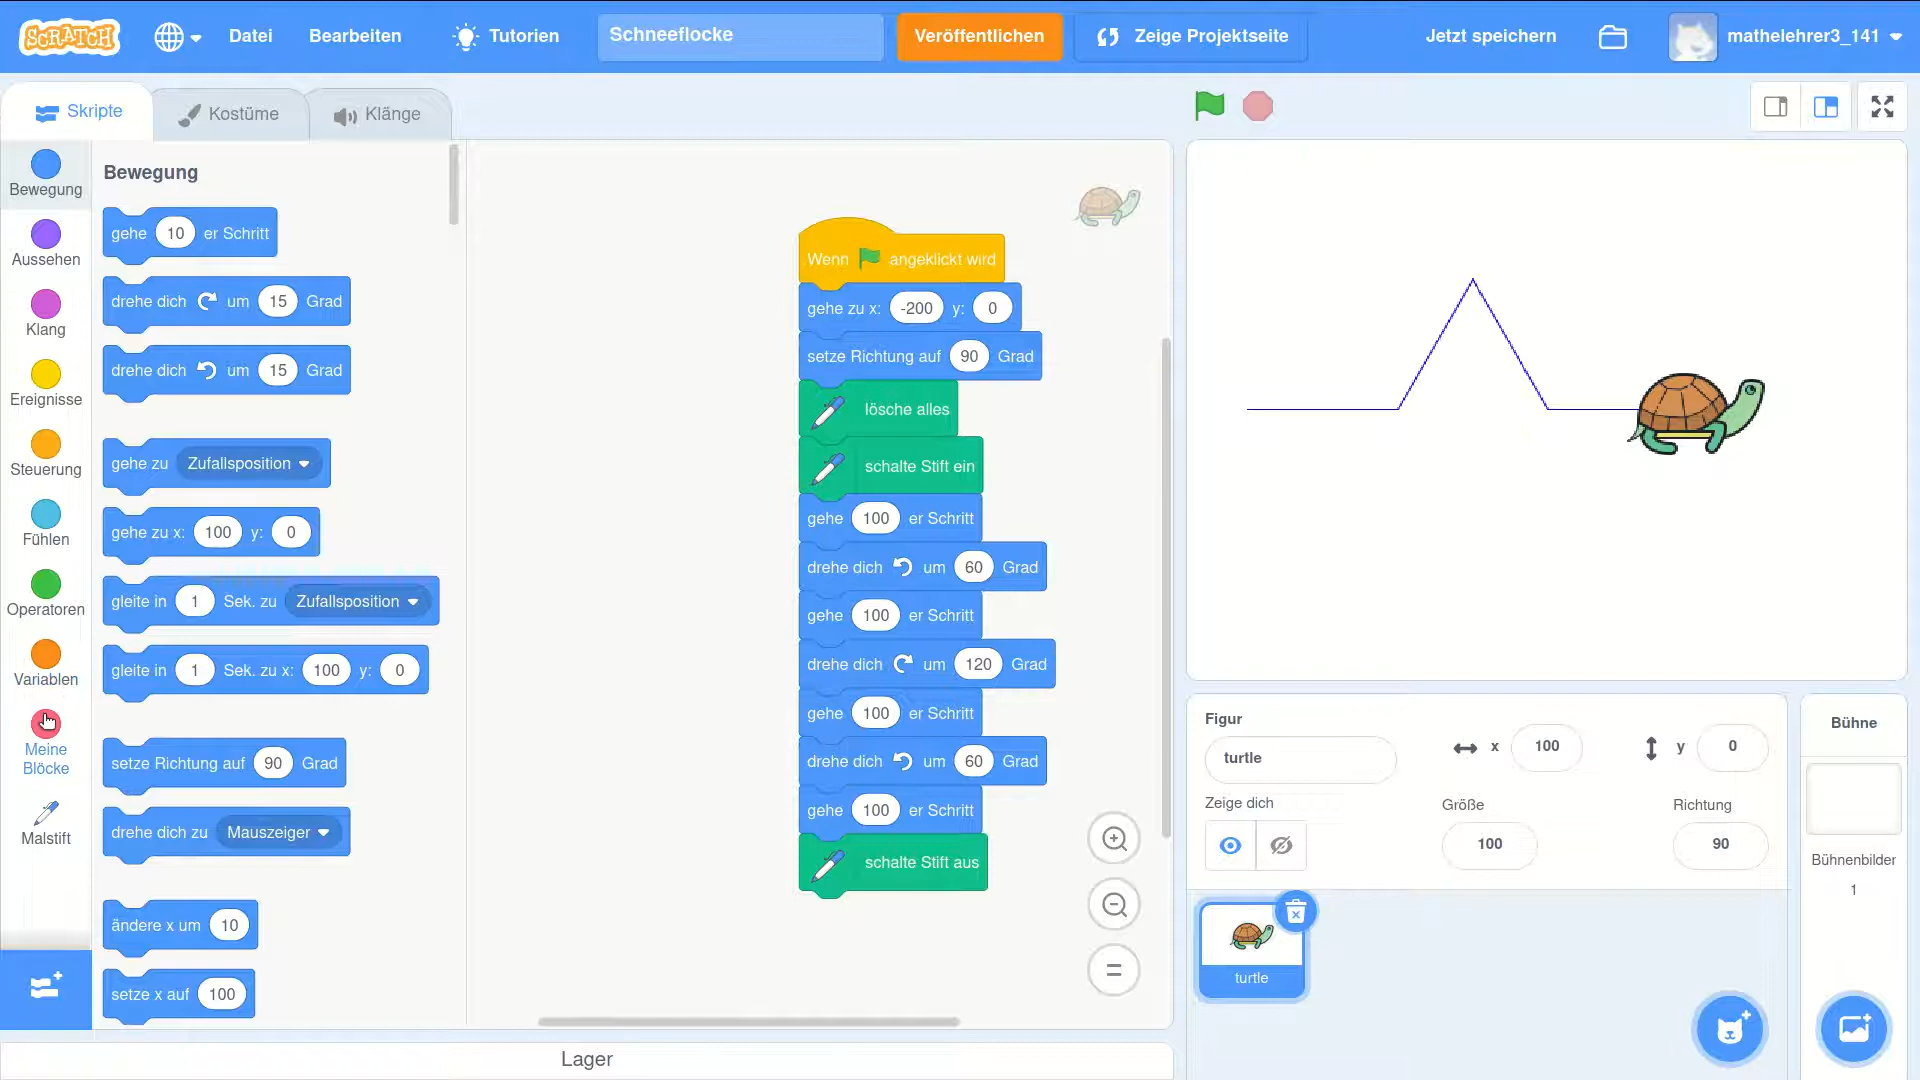 SCRATCH Datei Bearbeiten Tutorien Schneeflocke Veröffentlichen Zeige Projektseite Jetzt speichern mathelehrer3_141
Skripte Kostüme Klänge
Bewegung
Aussehen
Klang
Ereignisse
Steuerung
Fühlen
Operatoren
Variablen
Meine
Blöcke
Malstift
Bewegung
gehe 10 er Schritt
drehe dich um 15 Grad
drehe dich um 15 Grad
gehe zu Zufallsposition
gehe zu x: 100 y: 0
gleite in 1 Sek. zu Zufallsposition
gleite in 1 Sek. zu x: 100 y: 0
setze Richtung auf 90 Grad
drehe dich zu Mauszeiger
ändere x um 10
setze x auf 100
Wenn angeklickt wird
gehe zu x: -200 y: 0
setze Richtung auf 90 Grad
lösche alles
schalte Stift ein
gehe 100 er Schritt
drehe dich um 60 Grad
gehe 100 er Schritt
drehe dich um 120 Grad
gehe 100 er Schritt
drehe dich um 60 Grad
gehe 100 er Schritt
schalte Stift aus
Lager
Figur
turtle x 100 y 0
Zeige dich Größe Richtung
100 90
turtle
Bühne
Bühnenbilder
1